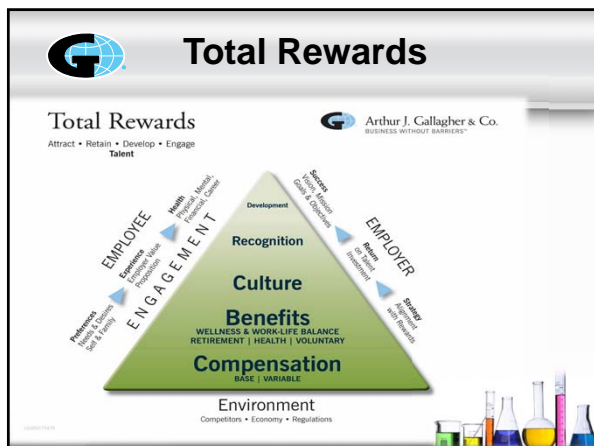 Total Rewards
Total Rewards
Attract • Retain • Develop • Engage
Talent
Arthur J. Gallagher & Co.
BUSINESS WITHOUT BARRIERS™
EMPLOYEE
ENGAGEMENT
Preferences
Needs & Desires
Self & Family
Experience
Employer Value
Proposition
Health
Physical, Mental,
Financial, Career
Development
Recognition
Culture
Benefits
WELLNESS & WORK-LIFE BALANCE
RETIREMENT | HEALTH | VOLUNTARY
Compensation
BASE | VARIABLE
Success
Vision, Mission
Goals & Objectives
EMPLOYER
Return
on Talent
Investment
Strategy
Alignment
with Rewards
Environment
Competitors • Economy • Regulations